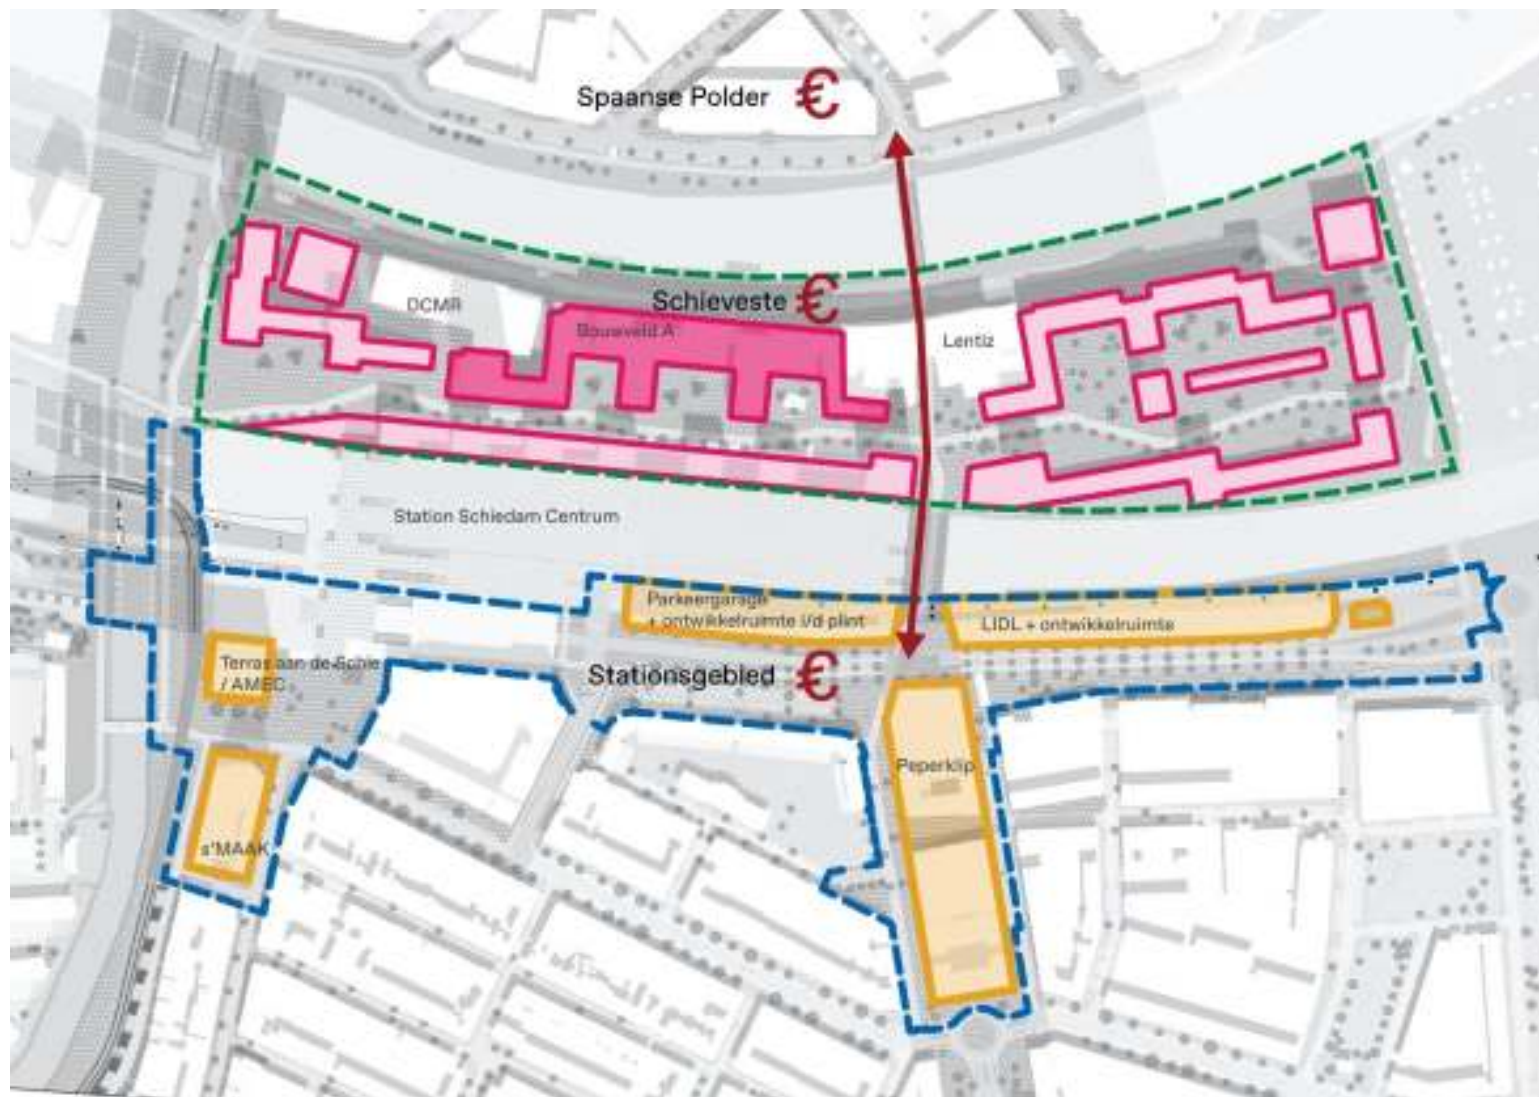 Spaanse Polder €
DCMR
Schieveste €
Bouwveld A
Lentiz
Station Schiedam Centrum
Parkeergarage
+ ontwikkelruimte i/d plint
LIDL + ontwikkelruimte
Terras aan de Schie
/ AMEC
Stationsgebied €
Peperklip
s'MAAK